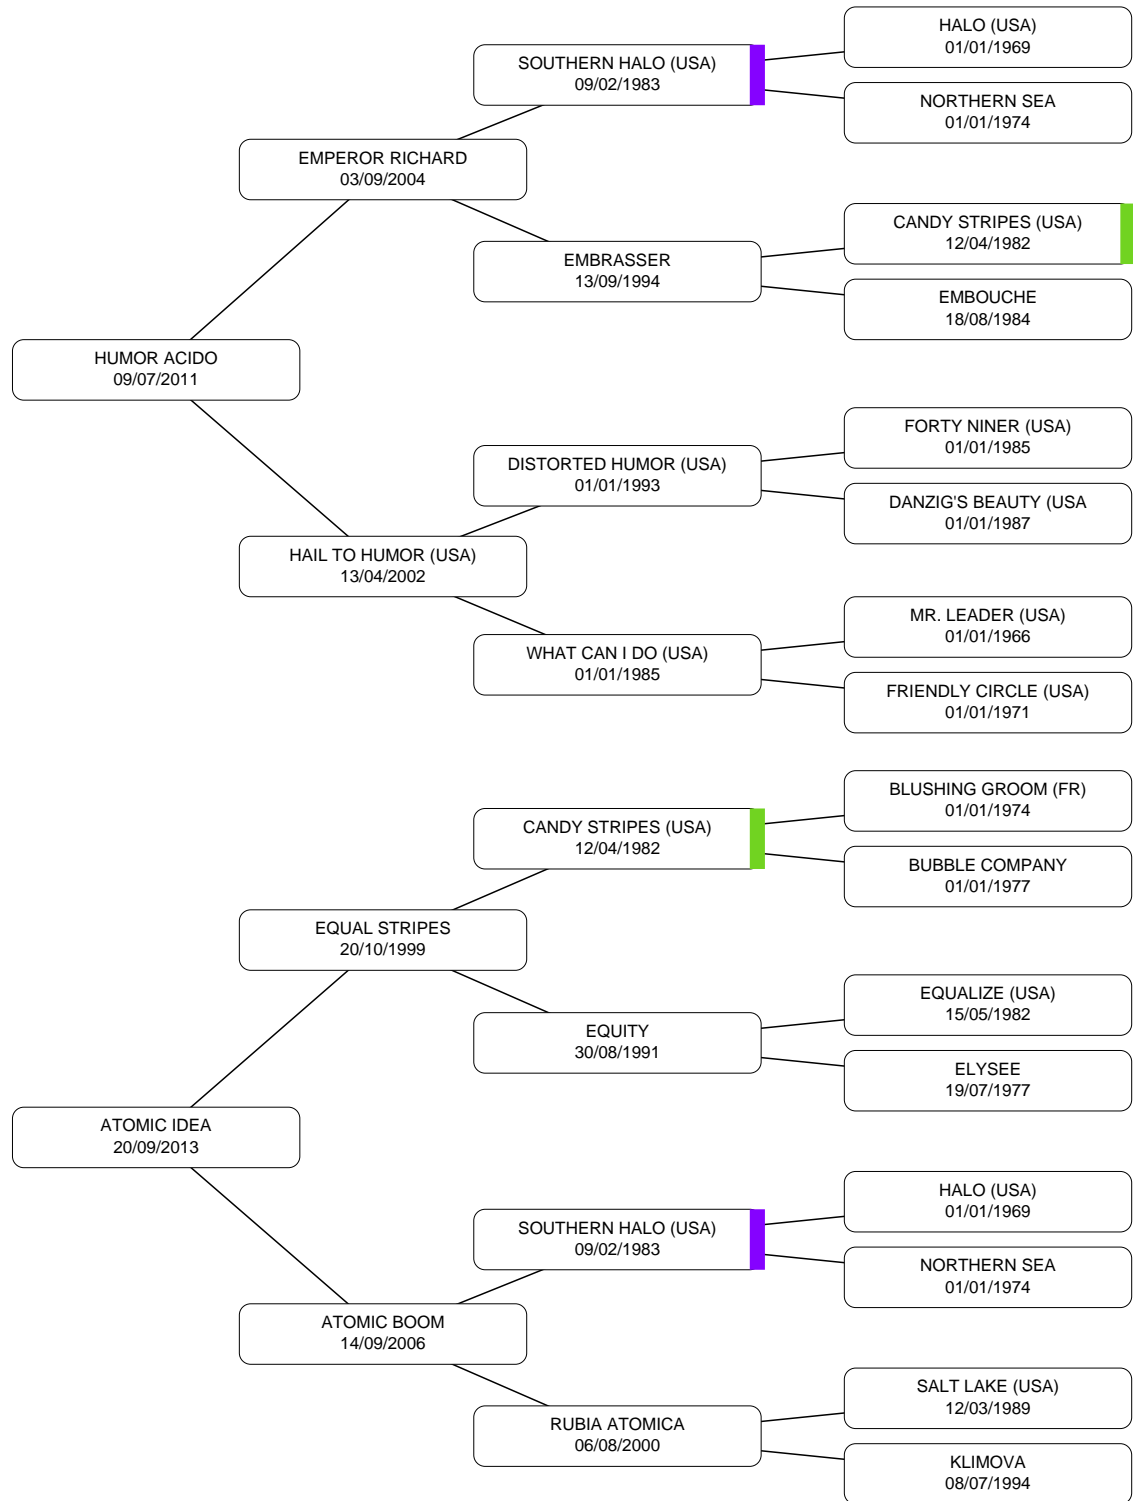 HALO (USA)
01/01/1969
SOUTHERN HALO (USA)
09/02/1983
NORTHERN SEA
01/01/1974
EMPEROR RICHARD
03/09/2004
CANDY STRIPES (USA)
12/04/1982
EMBRASSER
13/09/1994
EMBOUCHE
18/08/1984
HUMOR ACIDO
09/07/2011
FORTY NINER (USA)
01/01/1985
DISTORTED HUMOR (USA)
01/01/1993
DANZIG'S BEAUTY (USA
01/01/1987
HAIL TO HUMOR (USA)
13/04/2002
MR. LEADER (USA)
01/01/1966
WHAT CAN I DO (USA)
01/01/1985
FRIENDLY CIRCLE (USA)
01/01/1971
BLUSHING GROOM (FR)
01/01/1974
CANDY STRIPES (USA)
12/04/1982
BUBBLE COMPANY
01/01/1977
EQUAL STRIPES
20/10/1999
EQUALIZE (USA)
15/05/1982
EQUITY
30/08/1991
ELYSEE
19/07/1977
ATOMIC IDEA
20/09/2013
HALO (USA)
01/01/1969
SOUTHERN HALO (USA)
09/02/1983
NORTHERN SEA
01/01/1974
ATOMIC BOOM
14/09/2006
SALT LAKE (USA)
12/03/1989
RUBIA ATOMICA
06/08/2000
KLIMOVA
08/07/1994